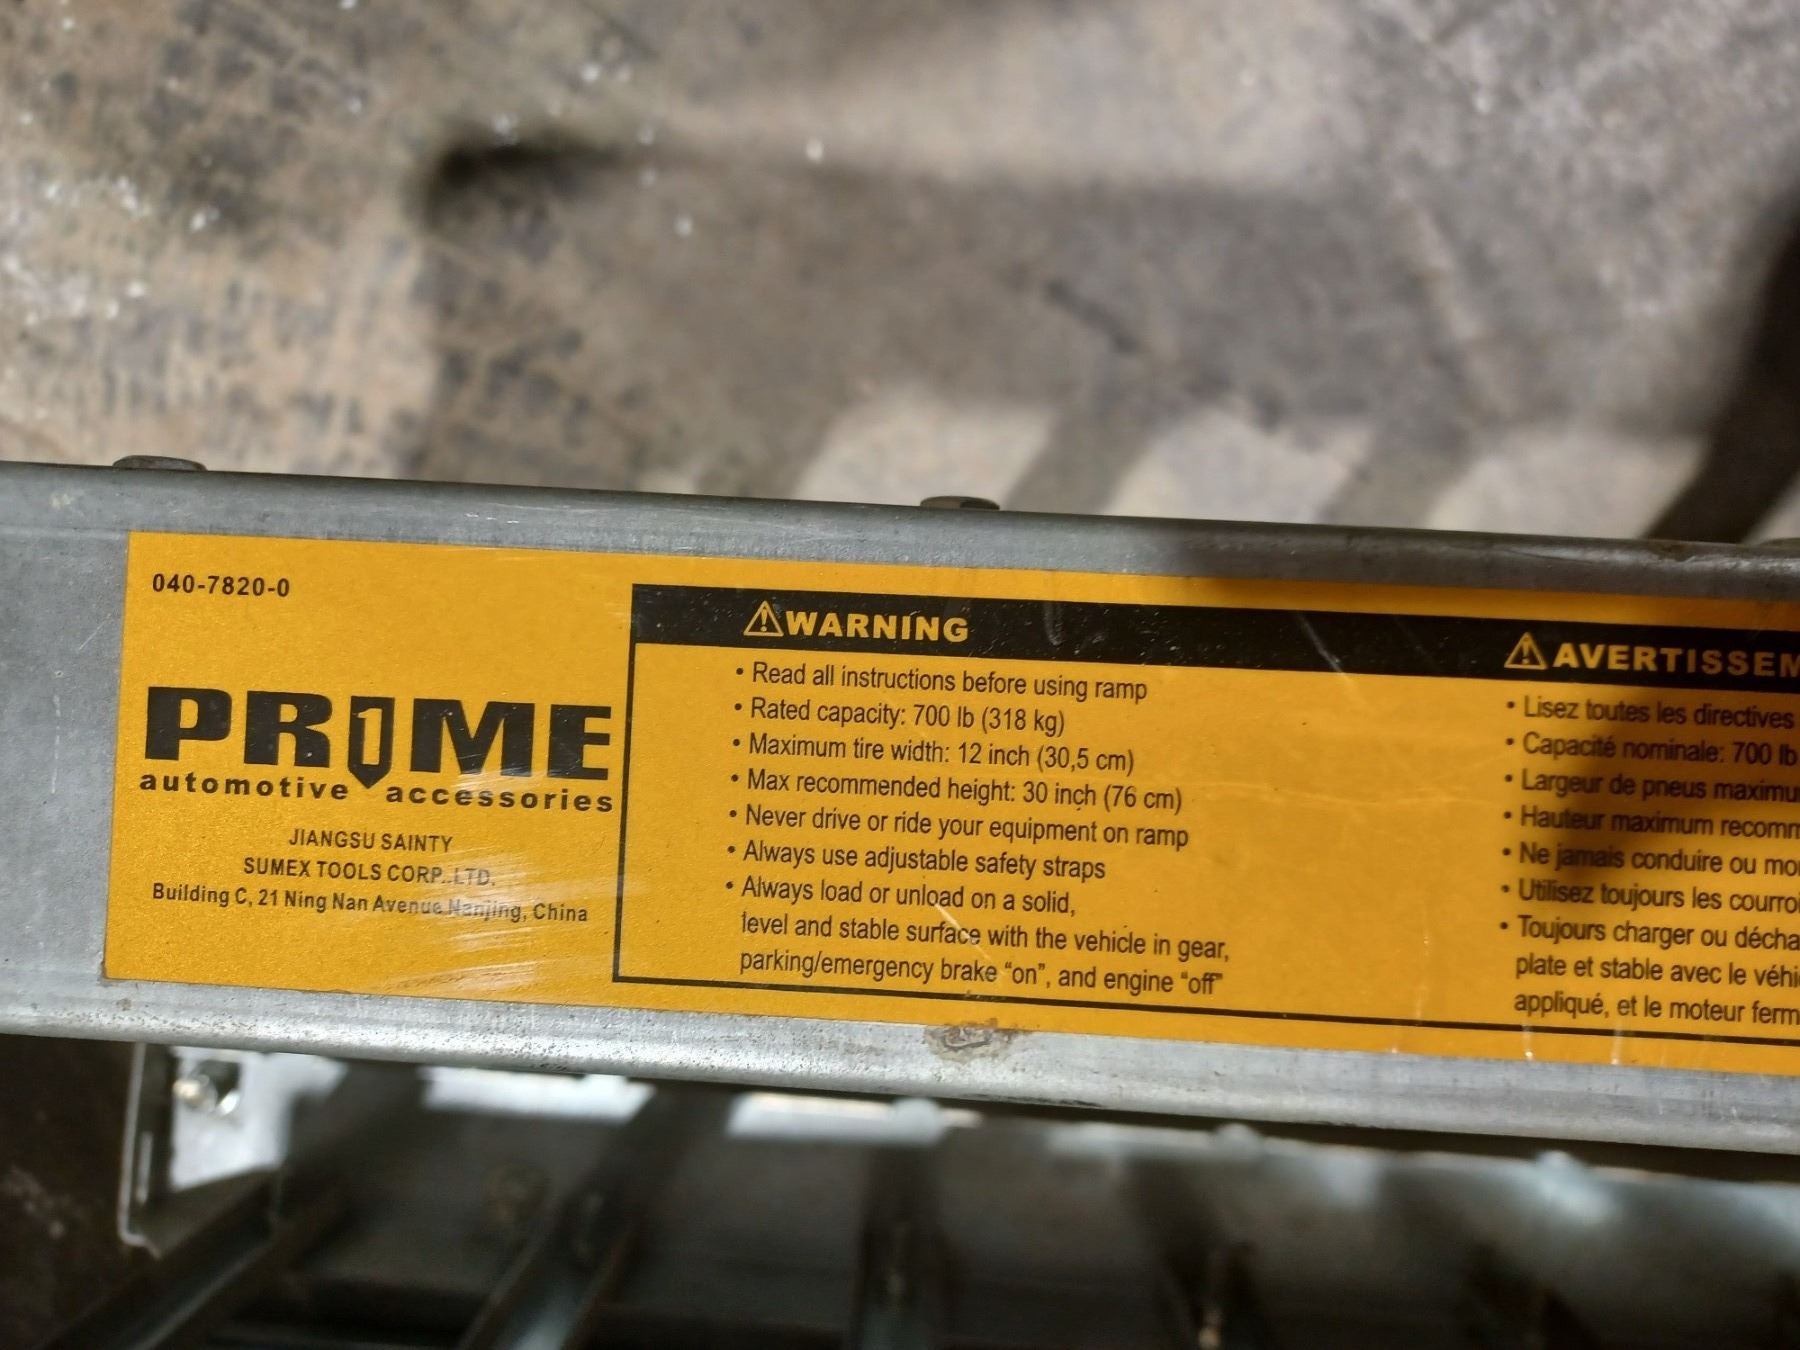 040-7820-0
PR1ME
automotive accessories
JIANGSU SAINTY
SUMEX TOOLS CORP.,LTD.
Building C, 21 Ning Nan Avenue Nanjing, China
⚠WARNING
• Read all instructions before using ramp
• Rated capacity: 700 lb (318 kg)
• Maximum tire width: 12 inch (30,5 cm)
• Max recommended height: 30 inch (76 cm)
• Never drive or ride your equipment on ramp
• Always use adjustable safety straps
• Always load or unload on a solid,
level and stable surface with the vehicle in gear,
parking/emergency brake “on”, and engine “off”
⚠AVERTISSEM
• Lisez toutes les directives
• Capacité nominale: 700 lb
• Largeur de pneus maximu
• Hauteur maximum recomm
• Ne jamais conduire ou mo
• Utilisez toujours les courroi
• Toujours charger ou décha
plate et stable avec le véhi
appliqué, et le moteur ferm